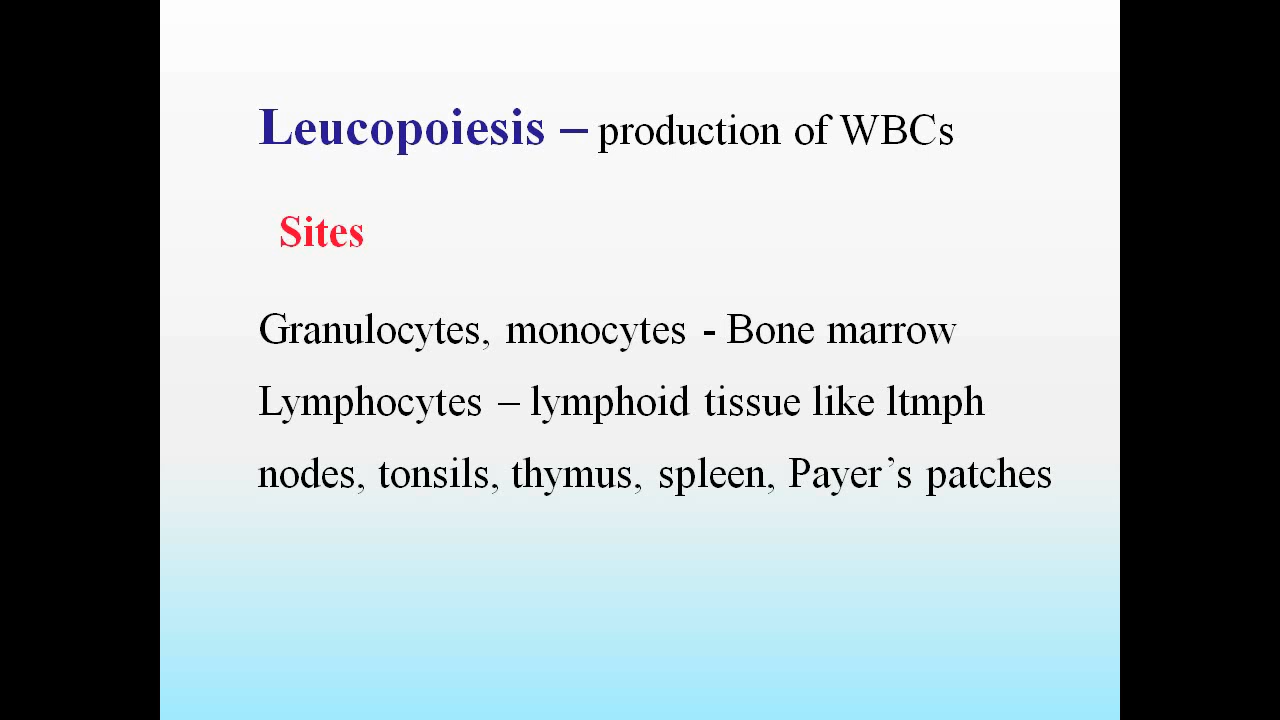 Leucopoiesis – production of WBCs
Sites
Granulocytes, monocytes - Bone marrow
Lymphocytes – lymphoid tissue like ltmph
nodes, tonsils, thymus, spleen, Payer’s patches